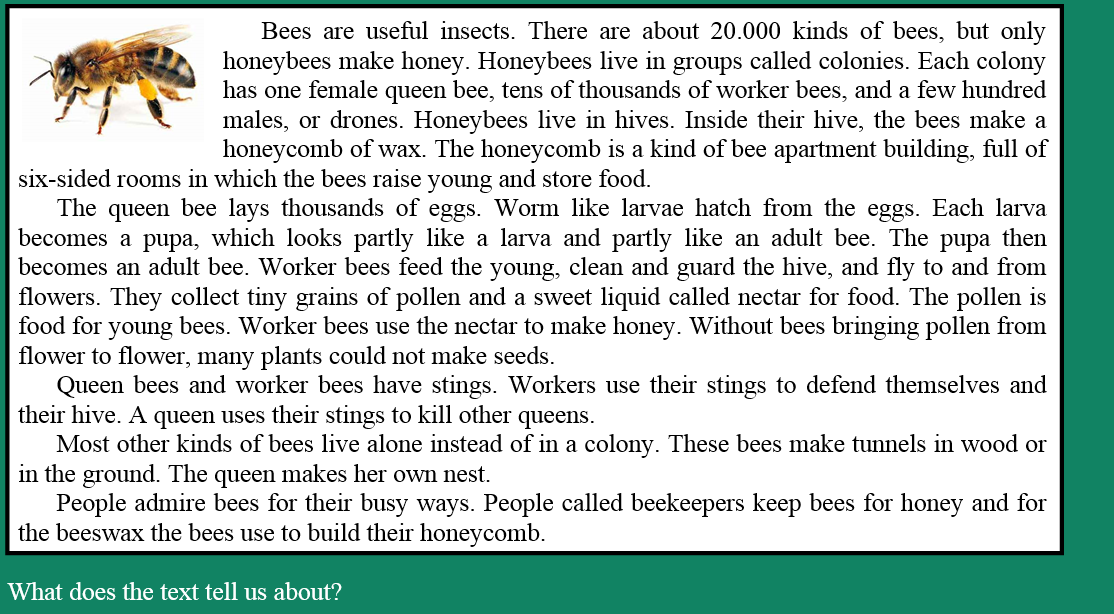 Bees are useful insects. There are about 20.000 kinds of bees, but only
honeybees make honey. Honeybees live in groups called colonies. Each colony
has one female queen bee, tens of thousands of worker bees, and a few hundred
males, or drones. Honeybees live in hives. Inside their hive, the bees make a
honeycomb of wax. The honeycomb is a kind of bee apartment building, full of
six-sided rooms in which the bees raise young and store food.
The queen bee lays thousands of eggs. Worm like larvae hatch from the eggs. Each larva
becomes a pupa, which looks partly like a larva and partly like an adult bee. The pupa then
becomes an adult bee. Worker bees feed the young, clean and guard the hive, and fly to and from
flowers. They collect tiny grains of pollen and a sweet liquid called nectar for food. The pollen is
food for young bees. Worker bees use the nectar to make honey. Without bees bringing pollen from
flower to flower, many plants could not make seeds.
Queen bees and worker bees have stings. Workers use their stings to defend themselves and
their hive. A queen uses their stings to kill other queens.
Most other kinds of bees live alone instead of in a colony. These bees make tunnels in wood or
in the ground. The queen makes her own nest.
People admire bees for their busy ways. People called beekeepers keep bees for honey and for
the beeswax the bees use to build their honeycomb.
What does the text tell us about?